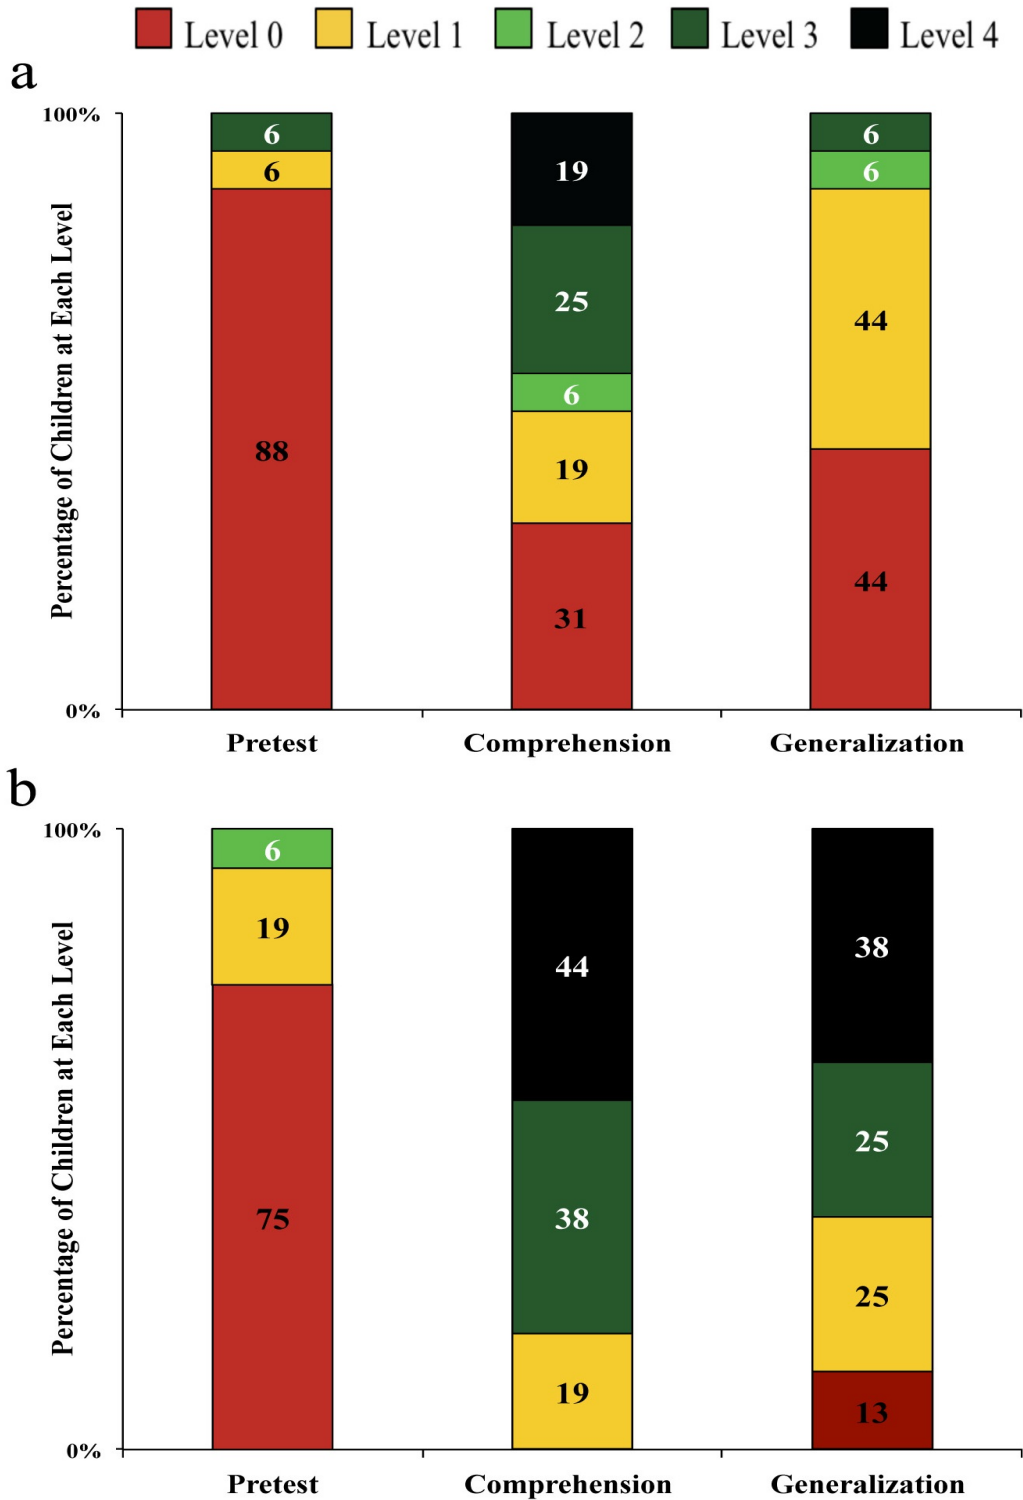 Level 0 Level 1 Level 2 Level 3 Level 4
a
100%
6 19 6
6 6
25
44
6
88
19
44
31
0%
Percentage of Children at Each Level
Pretest Comprehension Generalization
b
100%
6
19 44 38
25
75 38
25
19 13
0%
Percentage of Children at Each Level
Pretest Comprehension Generalization